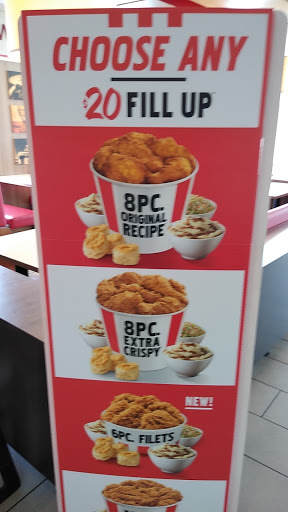 CHOOSE ANY
$20 FILL UP
8PC.
ORIGINAL
RECIPE
8PC.
EXTRA
CRISPY
NEW!
6PC. FILETS